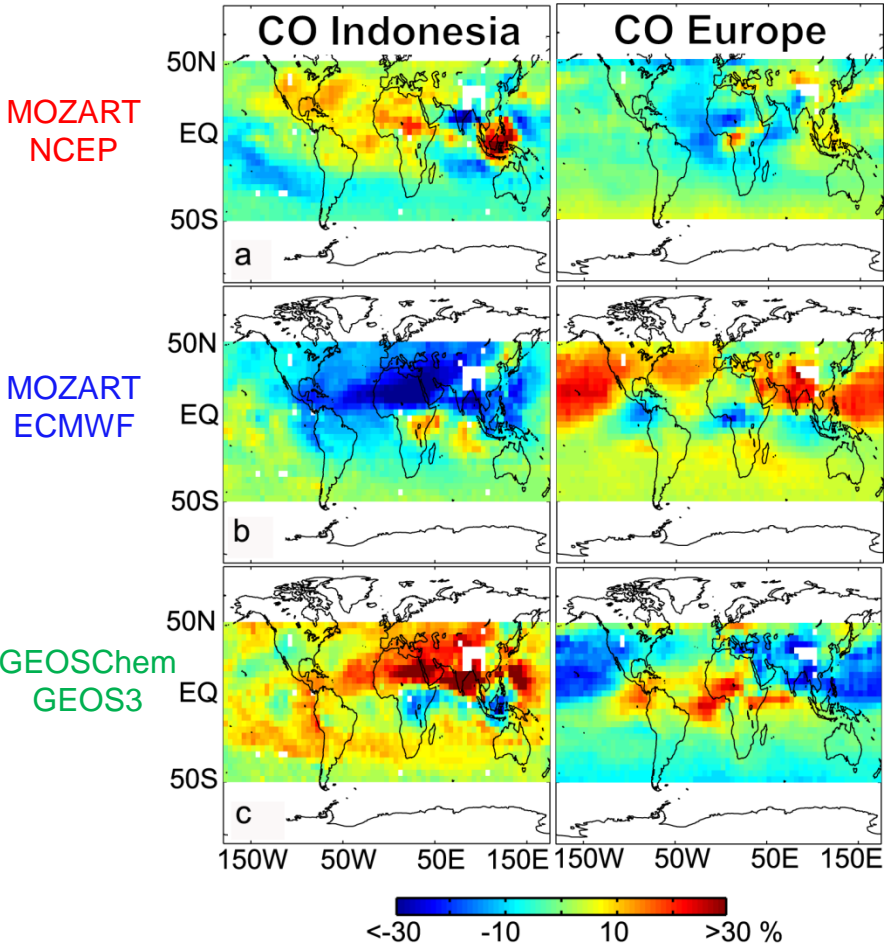 CO Indonesia
CO Europe
MOZART
NCEP
50N
EQ
50S
a
MOZART
ECMWF
50N
EQ
50S
b
GEOSChem
GEOS3
50N
EQ
50S
c
150W 50W 50E 150E
150W 50W 50E 150E
<-30 -10 10 >30 %